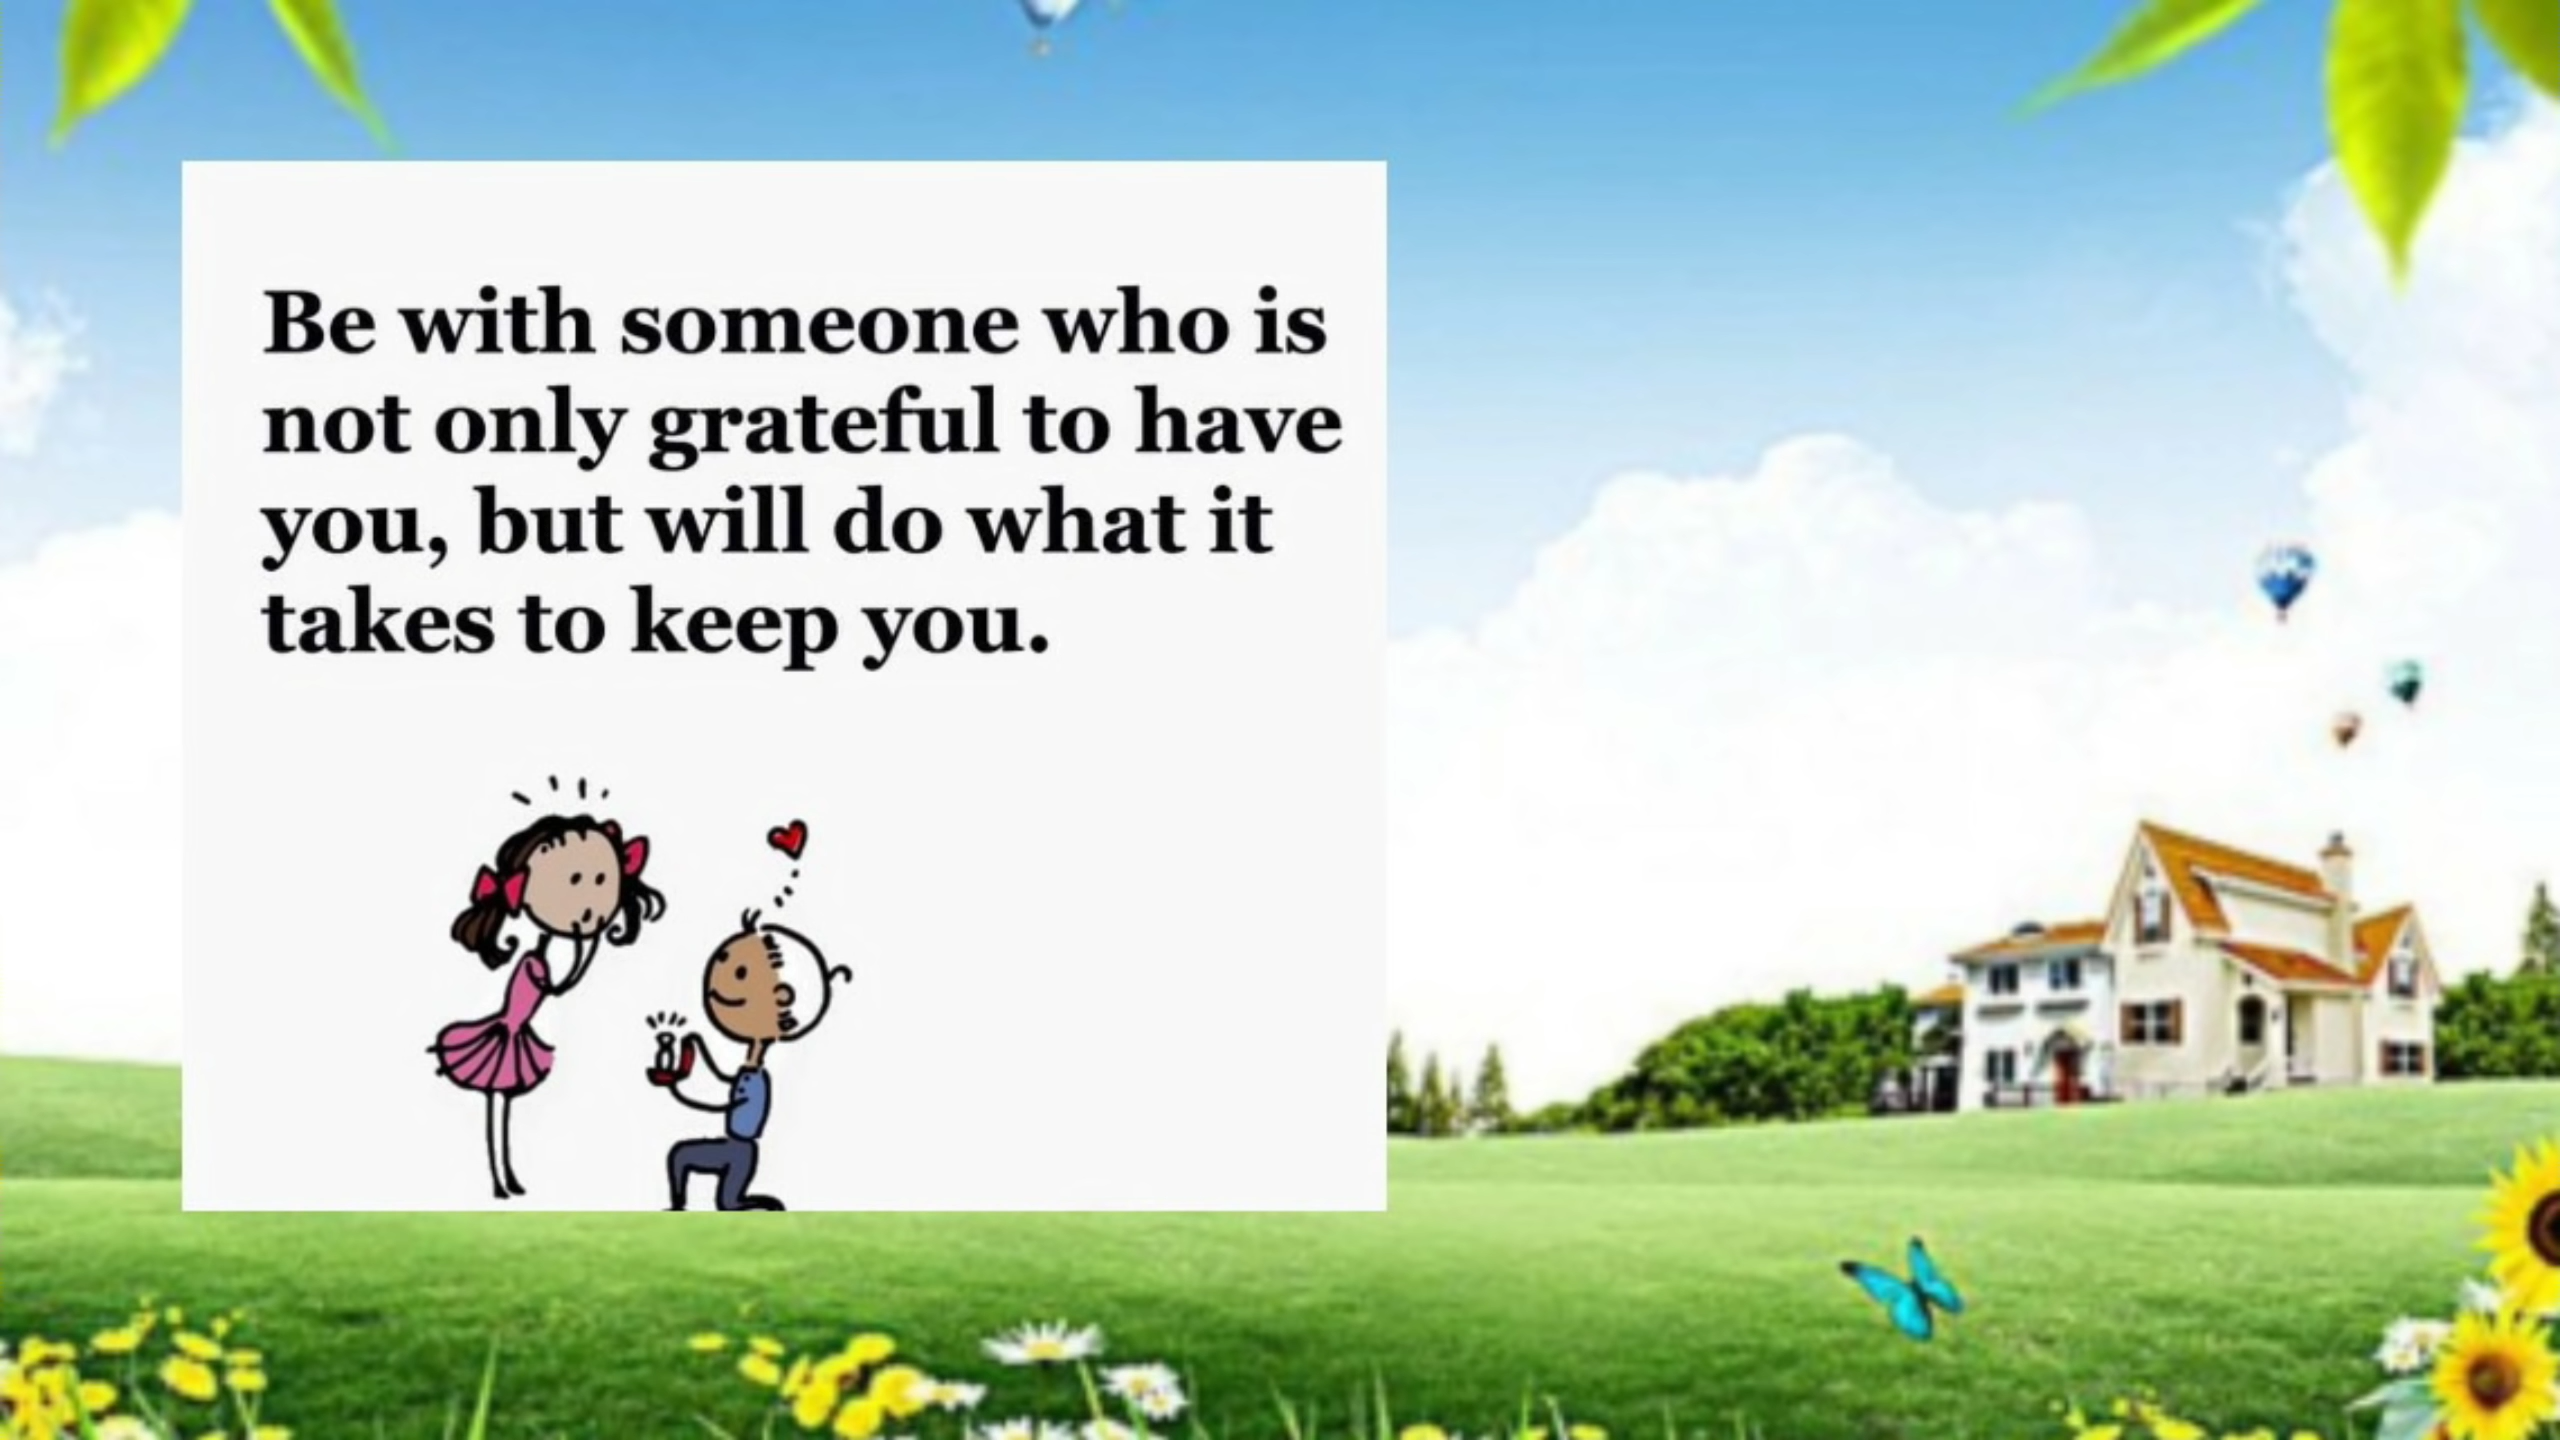 Be with someone who is
not only grateful to have
you, but will do what it
takes to keep you.